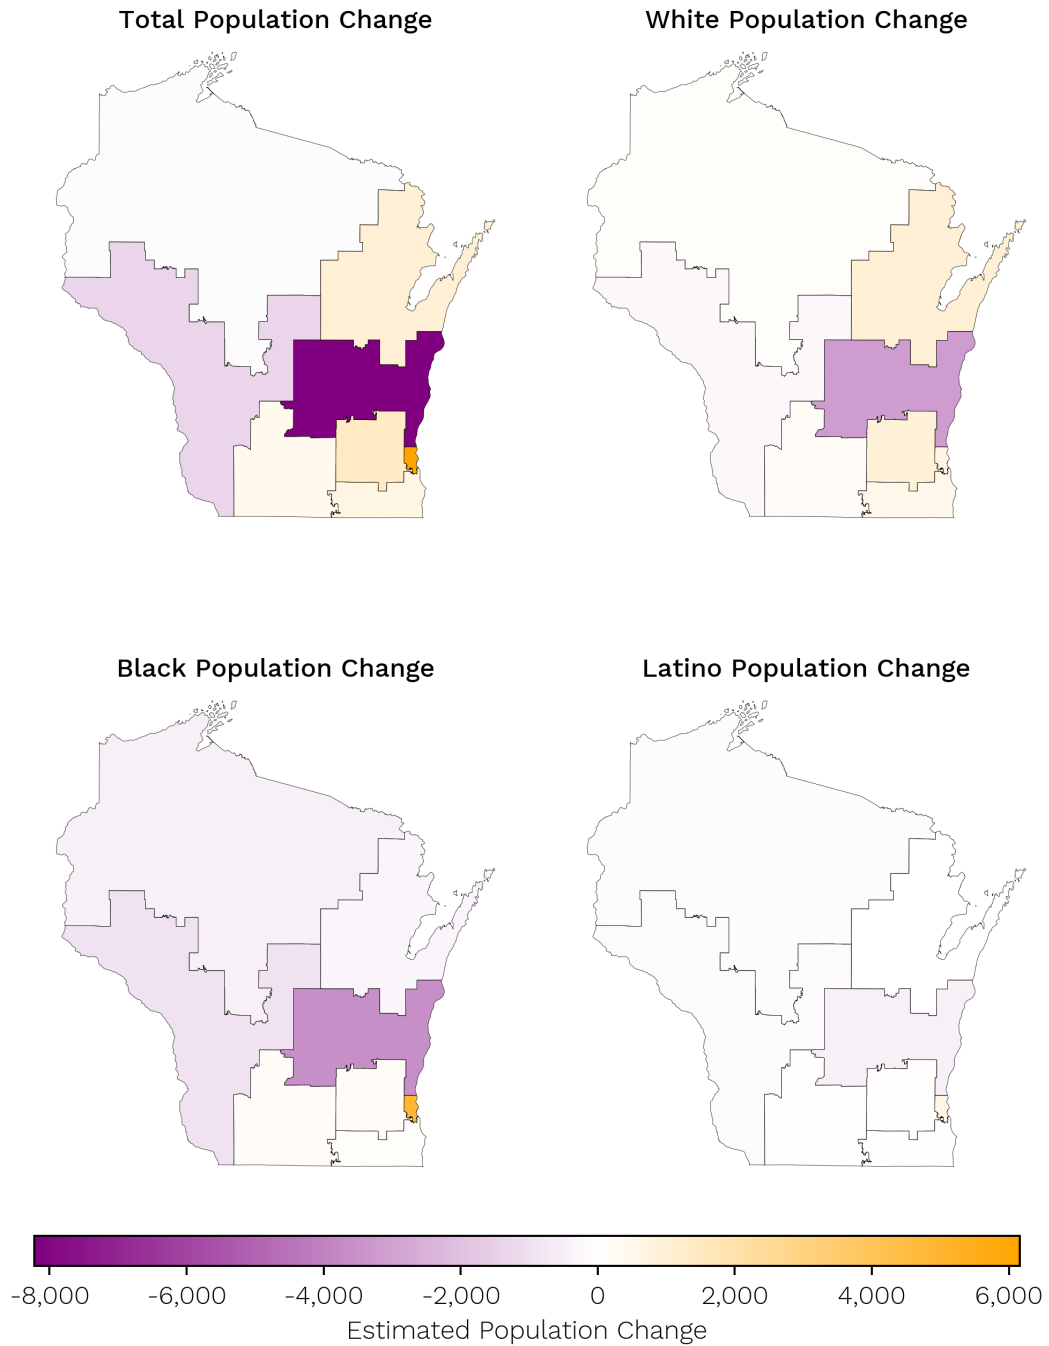 Total Population Change
White Population Change
Black Population Change
Latino Population Change
-8,000 -6,000 -4,000 -2,000 0 2,000 4,000 6,000
Estimated Population Change